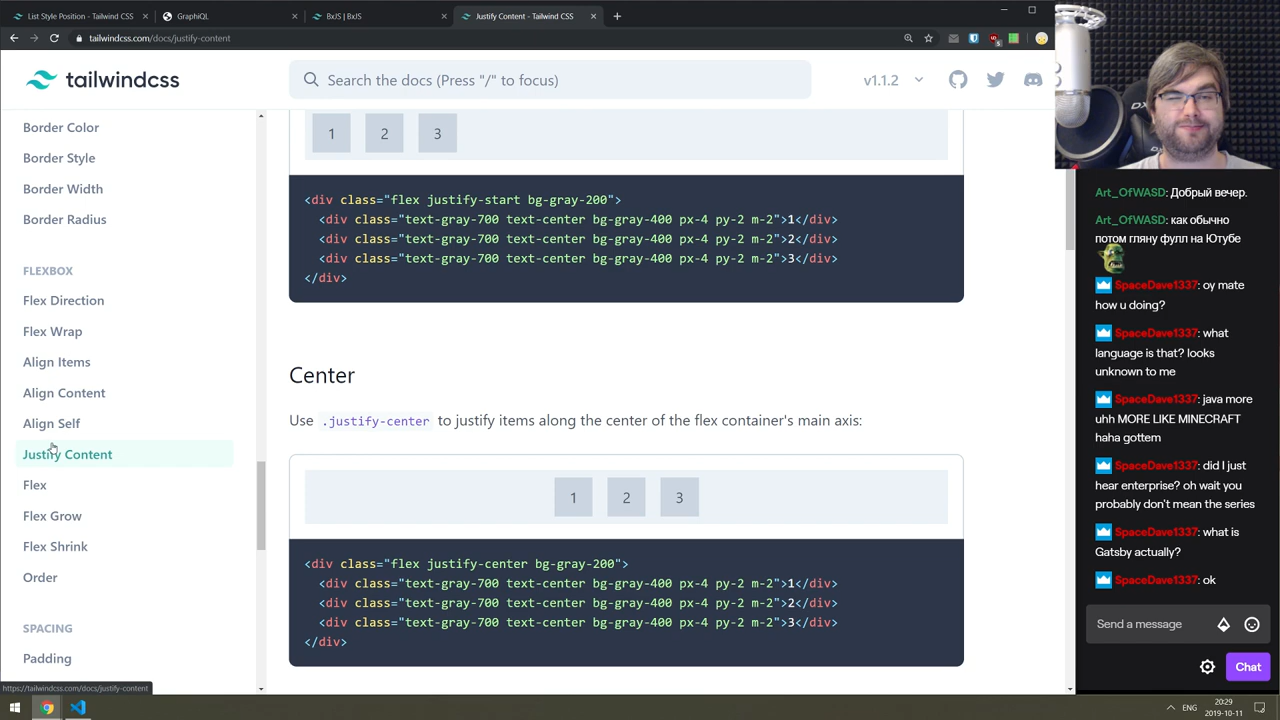 List Style Position - Tailwind CSS
GraphiQL
BxJS | BxJS
Justify Content - Tailwind CSS
tailwindcss.com/docs/justify-content
tailwindcss
Search the docs (Press "/" to focus)
v1.1.2
Border Color
Border Style
Border Width
Border Radius
FLEXBOX
Flex Direction
Flex Wrap
Align Items
Align Content
Align Self
Justify Content
Flex
Flex Grow
Flex Shrink
Order
SPACING
Padding
https://tailwindcss.com/docs/justify-content
1 2 3
<div class="flex justify-start bg-gray-200">
<div class="text-gray-700 text-center bg-gray-400 px-4 py-2 m-2">1</div>
<div class="text-gray-700 text-center bg-gray-400 px-4 py-2 m-2">2</div>
<div class="text-gray-700 text-center bg-gray-400 px-4 py-2 m-2">3</div>
</div>
Center
Use .justify-center to justify items along the center of the flex container's main axis:
1 2 3
<div class="flex justify-center bg-gray-200">
<div class="text-gray-700 text-center bg-gray-400 px-4 py-2 m-2">1</div>
<div class="text-gray-700 text-center bg-gray-400 px-4 py-2 m-2">2</div>
<div class="text-gray-700 text-center bg-gray-400 px-4 py-2 m-2">3</div>
</div>
Art_OfWASD: Добрый вечер.
Art_OfWASD: как обычно
потом гляну фулл на Ютубе
SpaceDave1337: oy mate
how u doing?
SpaceDave1337: what
language is that? looks
unknown to me
SpaceDave1337: java more
uhh MORE LIKE MINECRAFT
haha gottem
SpaceDave1337: did I just
hear enterprise? oh wait you
probably don't mean the series
SpaceDave1337: what is
Gatsby actually?
SpaceDave1337: ok
Send a message
Chat
ENG
20:29
2019-10-11